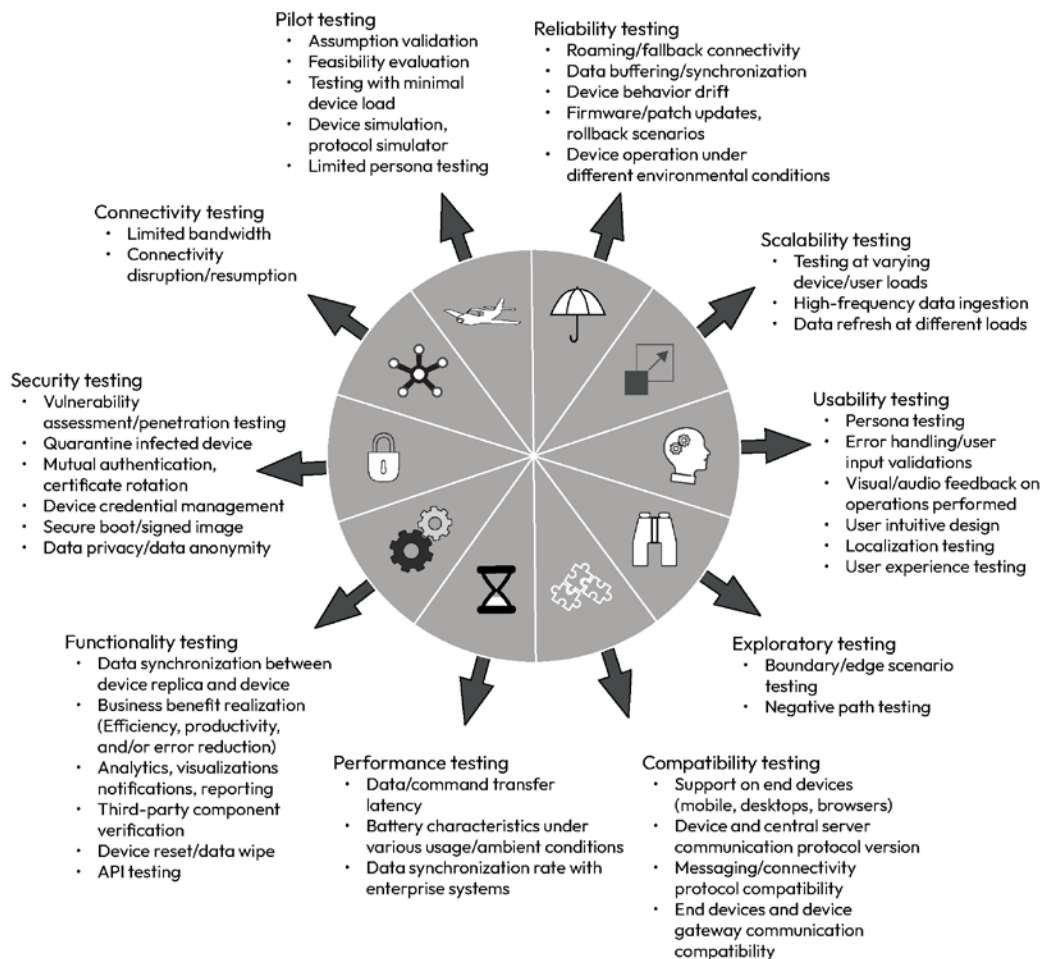 Pilot testing
• Assumption validation
• Feasibility evaluation
• Testing with minimal
device load
• Device simulation,
protocol simulator
• Limited persona testing
Reliability testing
• Roaming/fallback connectivity
• Data buffering/synchronization
• Device behavior drift
• Firmware/patch updates,
rollback scenarios
• Device operation under
different environmental conditions
Connectivity testing
• Limited bandwidth
• Connectivity
disruption/resumption
Scalability testing
• Testing at varying
device/user loads
• High-frequency data ingestion
• Data refresh at different loads
Security testing
• Vulnerability
assessment/penetration testing
• Quarantine infected device
• Mutual authentication,
certificate rotation
• Device credential management
• Secure boot/signed image
• Data privacy/data anonymity
Usability testing
• Persona testing
• Error handling/user
input validations
• Visual/audio feedback on
operations performed
• User intuitive design
• Localization testing
• User experience testing
Functionality testing
• Data synchronization between
device replica and device
• Business benefit realization
(Efficiency, productivity,
and/or error reduction)
• Analytics, visualizations
notifications, reporting
• Third-party component
verification
• Device reset/data wipe
• API testing
Exploratory testing
• Boundary/edge scenario
testing
• Negative path testing
Performance testing
• Data/command transfer
latency
• Battery characteristics under
various usage/ambient conditions
• Data synchronization rate with
enterprise systems
Compatibility testing
• Support on end devices
(mobile, desktops, browsers)
• Device and central server
communication protocol version
• Messaging/connectivity
protocol compatibility
• End devices and device
gateway communication
compatibility